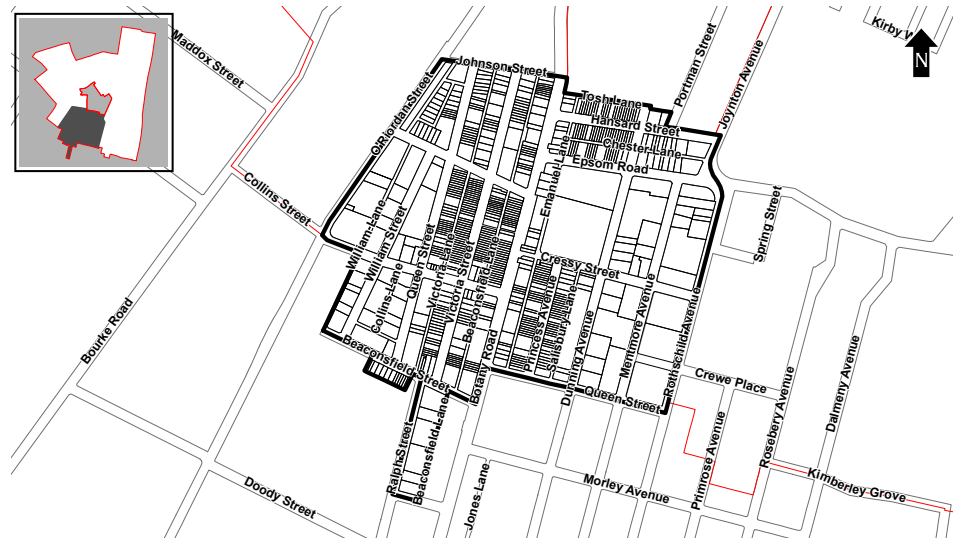 Kirby W
Maddox Street
N
Portman Street
Joynton Avenue
Johnson Street
O'Riordan Street
Tosh Lane
Hansard Street
Chester Lane
Epsom Road
Emanuel Lane
Collins Street
William Lane
William Street
Queen Street
Victoria Lane
Victoria Street
Beaconsfield Lane
Spring Street
Cressy Street
Collins Lane
Princess Avenue
Salisbury Lane
Mentmore Avenue
Rothschild Avenue
Bourke Road
Beaconsfield Street
Botany Road
Dunning Avenue
Queen Street
Crewe Place
Dalmeny Avenue
Rosebery Avenue
Primrose Avenue
Ralph Street
Beaconsfield Lane
Kimberley Grove
Morley Avenue
Jones Lane
Doody Street